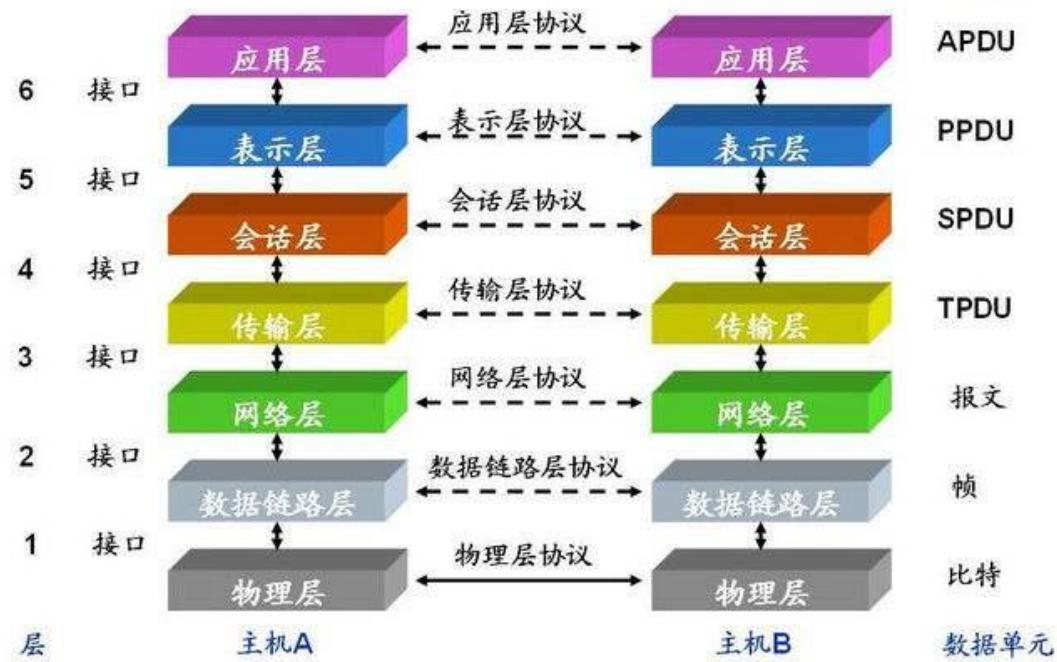 应用层协议
应用层 应用层 APDU
6 接口
表示层协议
表示层 表示层 PPDU
5 接口
会话层协议
会话层 会话层 SPDU
4 接口
传输层协议
传输层 传输层 TPDU
3 接口
网络层协议
网络层 网络层 报文
2 接口
数据链路层协议
数据链路层 数据链路层 帧
1 接口
物理层协议
物理层 物理层 比特
层 主机A 主机B 数据单元